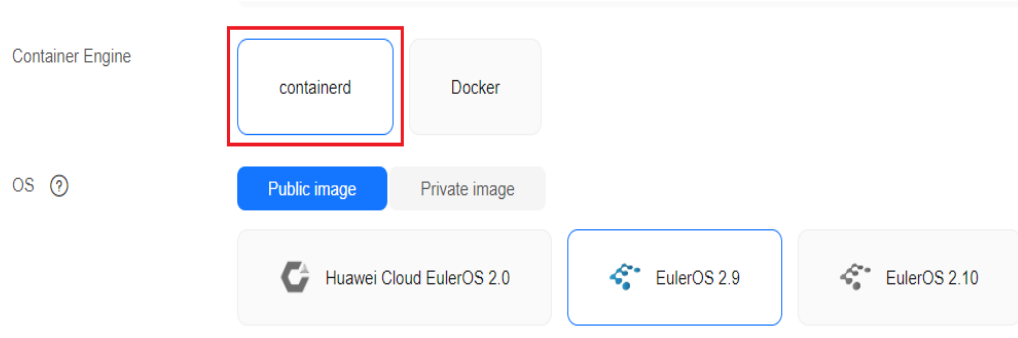 Container Engine
containerd
Docker
OS ?
Public image
Private image
Huawei Cloud EulerOS 2.0
EulerOS 2.9
EulerOS 2.10